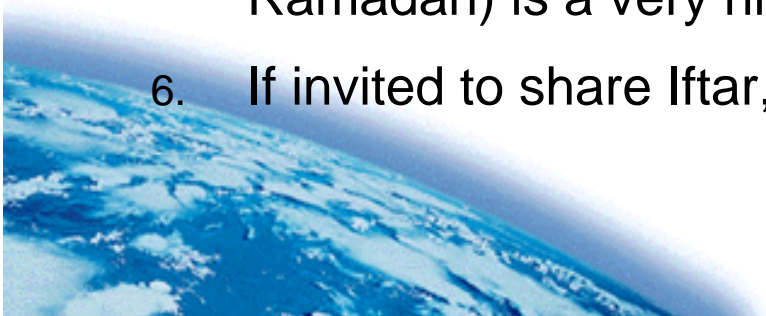 Ramadan) is a very
6. If invited to share Iftar,